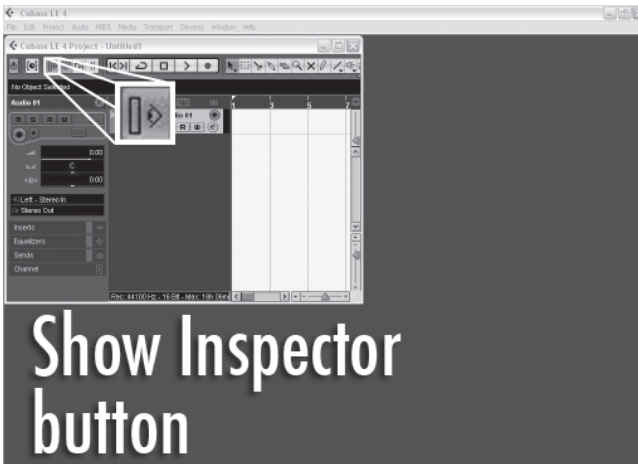 Cubase LE 4
File Edit Project Audio MIDI Media Transport Devices Window Help
Cubase LE 4 Project - Untitled1
No Object Selected
Audio 01
1 3 5 7
R W
0.00
C
0.00
Left - Stereo In
Stereo Out
Inserts
Equalizers
Sends
Channel
Rec: 44100 Hz - 16 Bit - Max: 18h 06min
Show Inspector
button